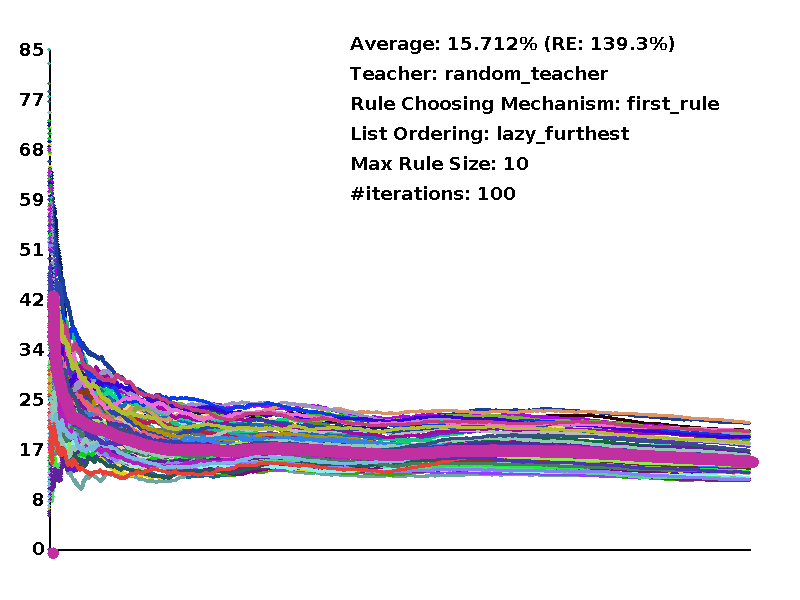 Average: 15.712% (RE: 139.3%)
Teacher: random_teacher
Rule Choosing Mechanism: first_rule
List Ordering: lazy_furthest
Max Rule Size: 10
#iterations: 100
85
77
68
59
51
42
34
25
17
8
0